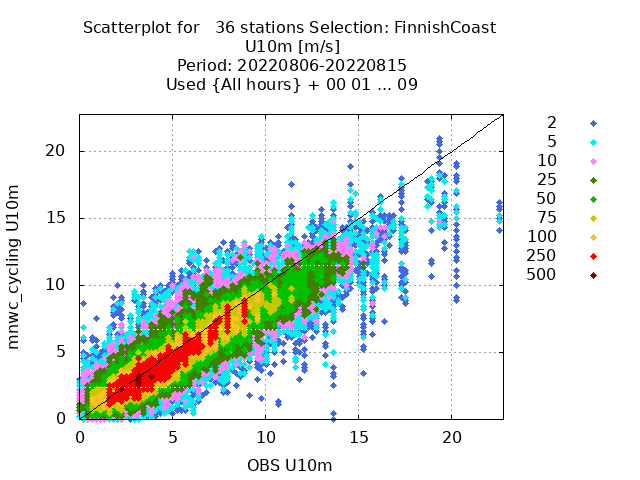 Scatterplot for 36 stations Selection: FinnishCoast
U10m [m/s]
Period: 20220806-20220815
Used {All hours} + 00 01 ... 09
mnwc_cycling U10m
20
15
10
5
0
0 5 10 15 20
OBS U10m
2
5
10
25
50
75
100
250
500